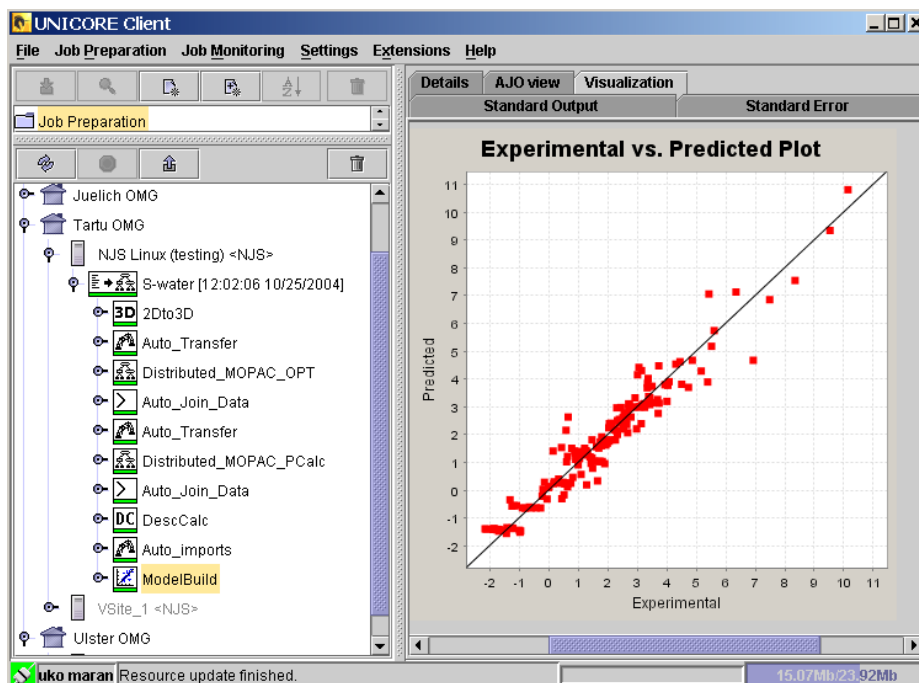 UNICORE Client
File Job Preparation Job Monitoring Settings Extensions Help
Job Preparation
Juelich OMG
Tartu OMG
NJS Linux (testing) <NJS>
S-water [12:02:06 10/25/2004]
3D 2Dto3D
Auto_Transfer
Distributed_MOPAC_OPT
Auto_Join_Data
Auto_Transfer
Distributed_MOPAC_PCalc
Auto_Join_Data
DC DescCalc
Auto_imports
ModelBuild
VSite_1 <NJS>
Ulster OMG
Details AJO view Visualization
Standard Output Standard Error
Experimental vs. Predicted Plot
Predicted
11
10
9
8
7
6
5
4
3
2
1
0
-1
-2
-2 -1 0 1 2 3 4 5 6 7 8 9 10 11
Experimental
uko maran Resource update finished. 15.07Mb/23.92Mb